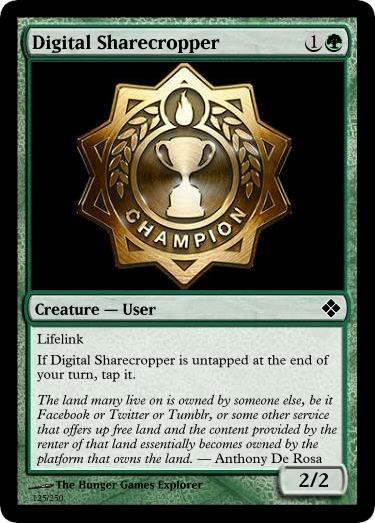 Digital Sharecropper 1
CHAMPION
Creature — User
Lifelink
If Digital Sharecropper is untapped at the end of
your turn, tap it.
The land many live on is owned by someone else, be it
Facebook or Twitter or Tumblr, or some other service
that offers up free land and the content provided by the
renter of that land essentially becomes owned by the
platform that owns the land. — Anthony De Rosa
The Hunger Games Explorer
2/2
125/250